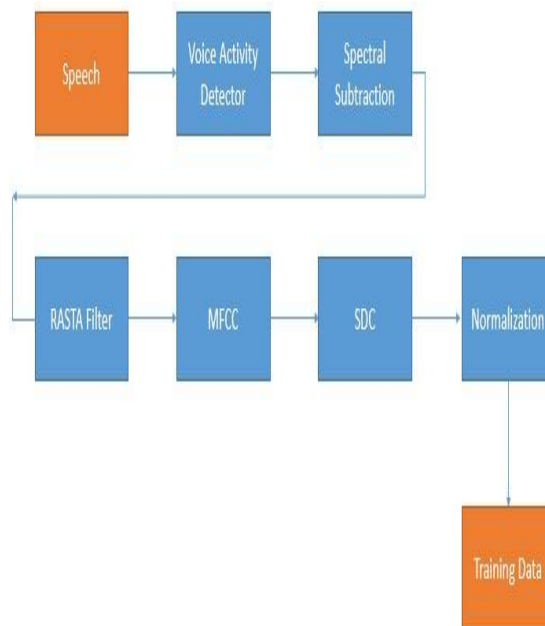 Speech
Voice Activity
Detector
Spectral
Subtraction
RASTA Filter
MFCC
SDC
Normalization
Training Data